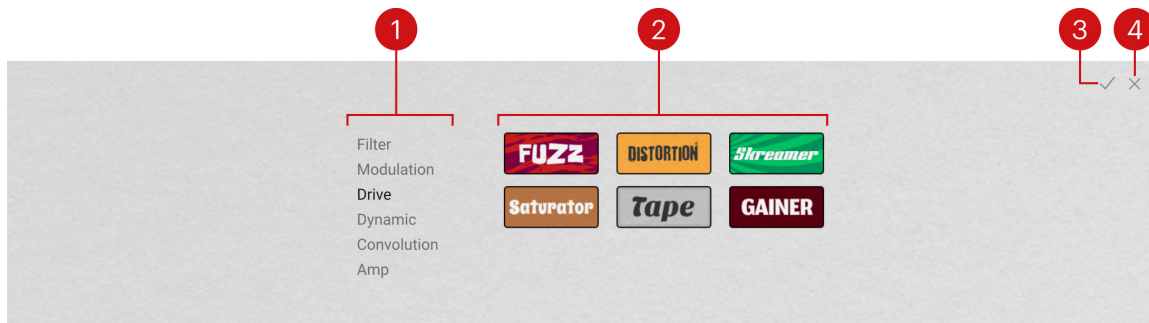 1
2
3
4
Filter
Modulation
Drive
Dynamic
Convolution
Amp
FUZZ
DISTORTION
Skreamer
Saturator
Tape
GAINER